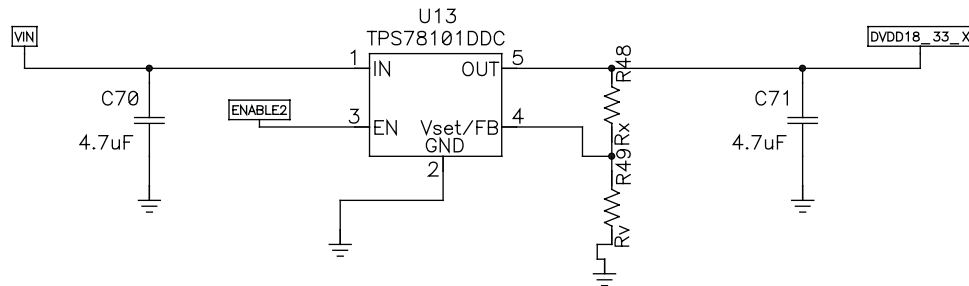 U13
TPS78101DDC
VIN
DVDD18_33_X
1
IN
OUT
5
R48
C70
ENABLE2
3
EN
Vset/FB
4
Rx
C71
4.7uF
GND
2
R49
4.7uF
Rv